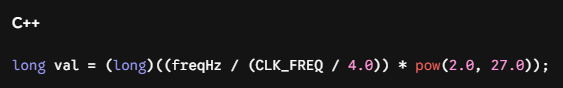 C++
long val = (long)((freqHz / (CLK_FREQ / 4.0)) * pow(2.0, 27.0));